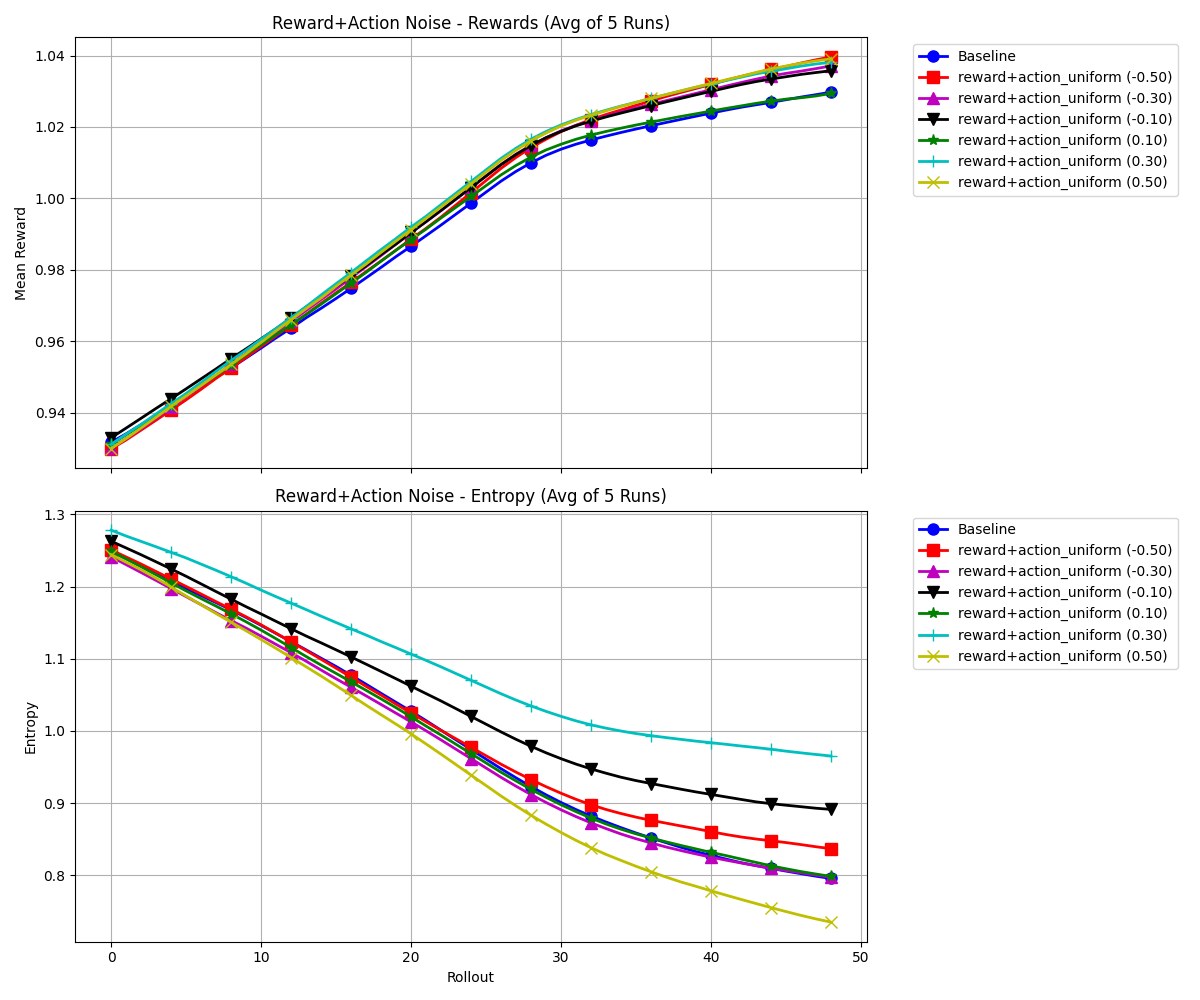 Reward+Action Noise - Rewards (Avg of 5 Runs)
1.04
1.02
1.00
0.98
0.96
0.94
Mean Reward
Baseline
reward+action_uniform (-0.50)
reward+action_uniform (-0.30)
reward+action_uniform (-0.10)
reward+action_uniform (0.10)
reward+action_uniform (0.30)
reward+action_uniform (0.50)
Reward+Action Noise - Entropy (Avg of 5 Runs)
1.3
1.2
1.1
1.0
0.9
0.8
Entropy
0 10 20 30 40 50
Rollout
Baseline
reward+action_uniform (-0.50)
reward+action_uniform (-0.30)
reward+action_uniform (-0.10)
reward+action_uniform (0.10)
reward+action_uniform (0.30)
reward+action_uniform (0.50)